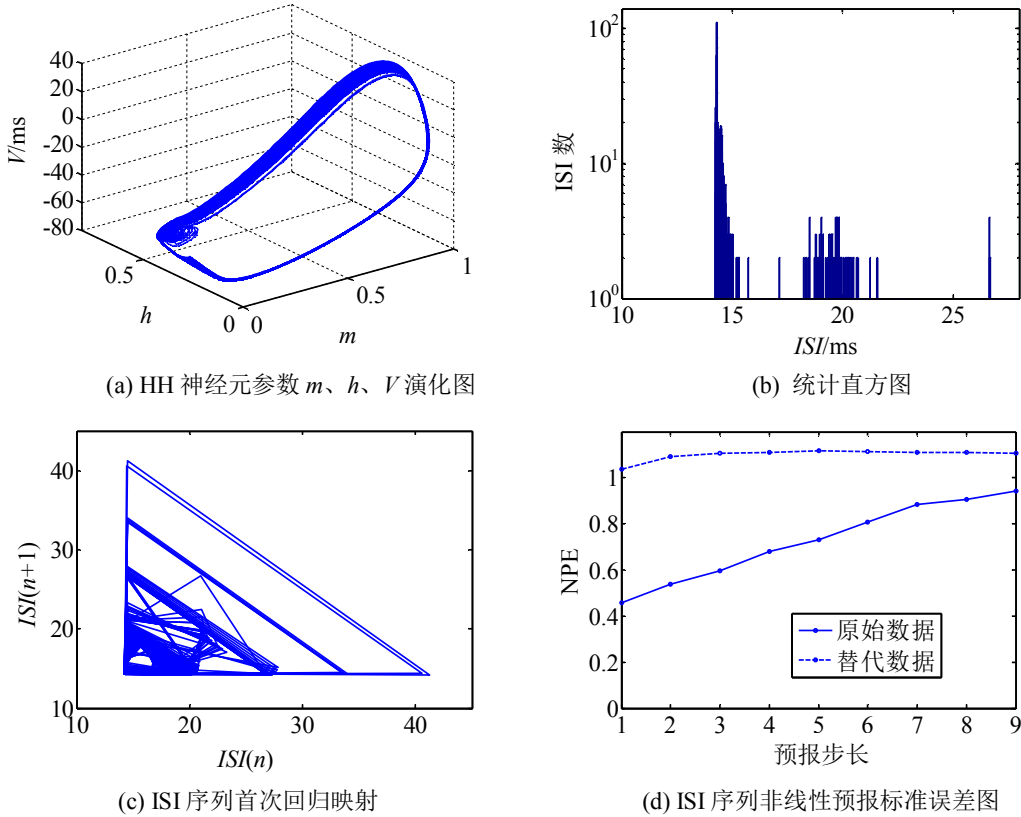 40
20
0
-20
-40
-60
-80
V/ms
0.5
0
h
0
0.5
1
m
(a) HH 神经元参数 m、h、V 演化图
10²
10¹
10⁰
ISI 数
10
15
20
25
ISI/ms
(b) 统计直方图
40
30
20
10
ISI(n+1)
10
20
30
40
ISI(n)
(c) ISI 序列首次回归映射
1
0.8
0.6
0.4
0.2
0
NPE
原始数据
替代数据
1
2
3
4
5
6
7
8
9
预报步长
(d) ISI 序列非线性预报标准误差图